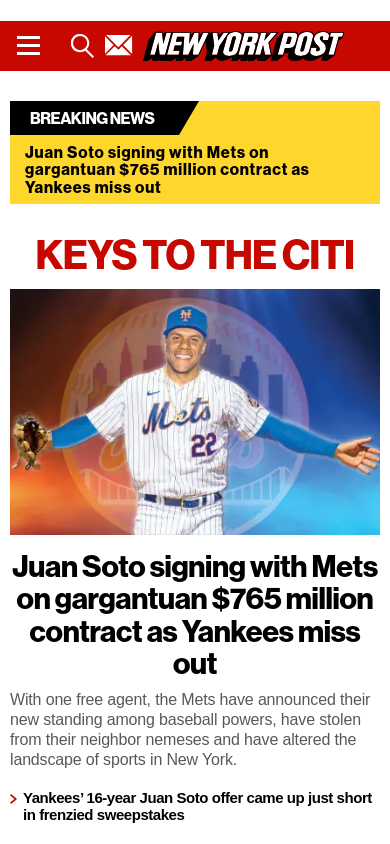 NEW YORK POST
BREAKING NEWS
Juan Soto signing with Mets on
gargantuan $765 million contract as
Yankees miss out
KEYS TO THE CITI
Mets
22
Juan Soto signing with Mets
on gargantuan $765 million
contract as Yankees miss
out
With one free agent, the Mets have announced their
new standing among baseball powers, have stolen
from their neighbor nemeses and have altered the
landscape of sports in New York.
Yankees’ 16-year Juan Soto offer came up just short
in frenzied sweepstakes